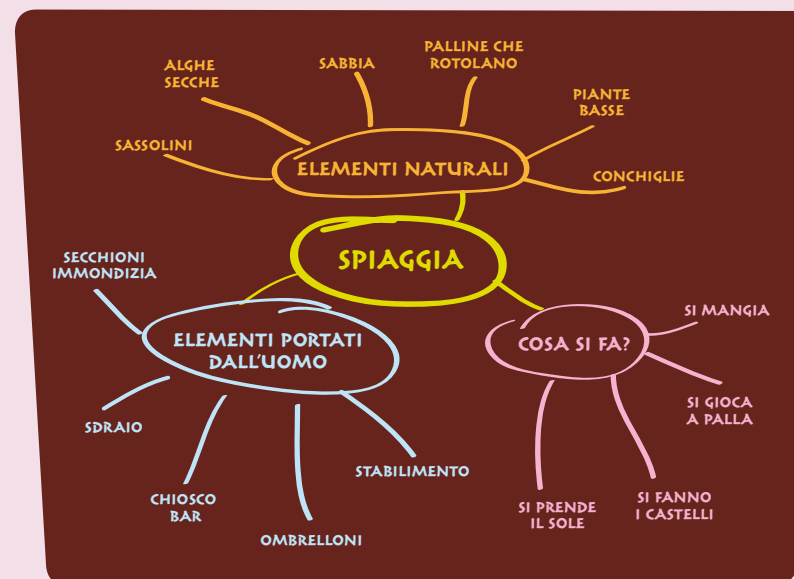 PALLINE CHE
ROTOLANO
SABBIA
ALGHE
SECCHE
PIANTE
BASSE
SASSOLINI
ELEMENTI NATURALI
CONCHIGLIE
SPIAGGIA
SECCHIONI
IMMONDIZIA
ELEMENTI PORTATI
DALL'UOMO
SDRAIO
CHIOSCO
BAR
OMBRELLONI
STABILIMENTO
COSA SI FA?
SI MANGIA
SI GIOCA
A PALLA
SI FANNO
I CASTELLI
SI PRENDE
IL SOLE